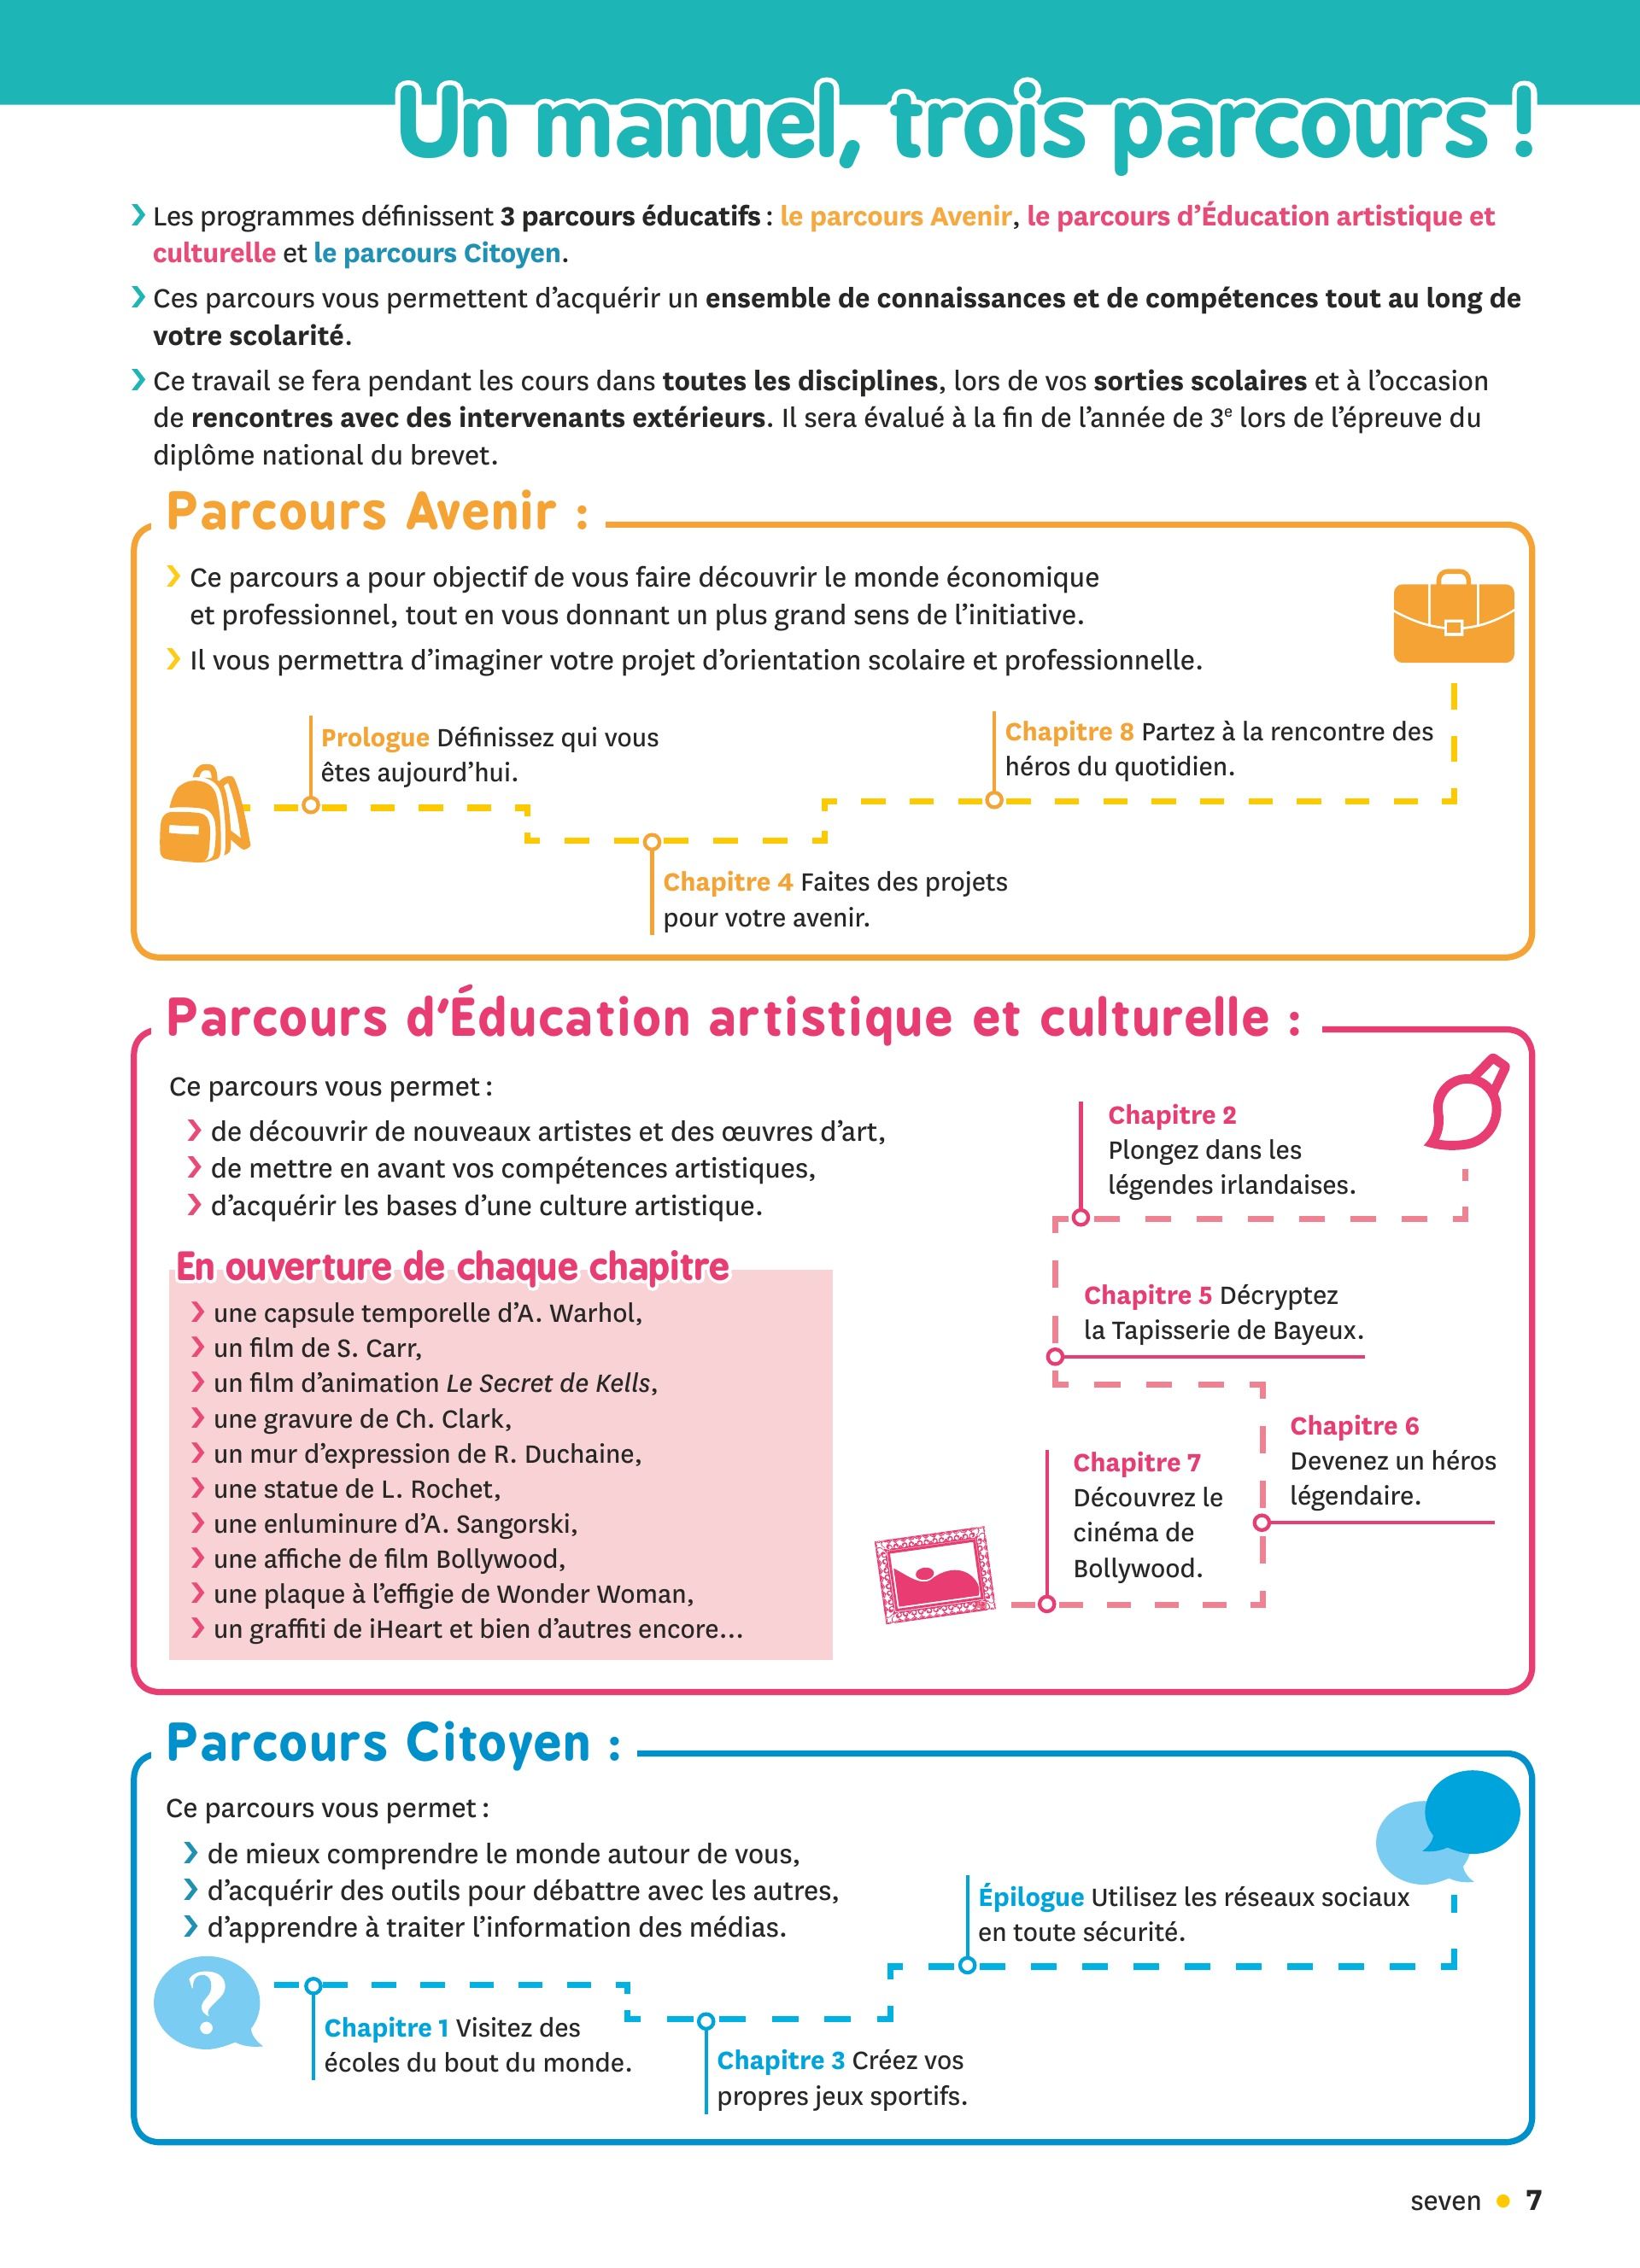 Un manuel, trois parcours !
❯ Les programmes définissent 3 parcours éducatifs : le parcours Avenir, le parcours d’Éducation artistique et
culturelle et le parcours Citoyen.
❯ Ces parcours vous permettent d’acquérir un ensemble de connaissances et de compétences tout au long de
votre scolarité.
❯ Ce travail se fera pendant les cours dans toutes les disciplines, lors de vos sorties scolaires et à l’occasion
de rencontres avec des intervenants extérieurs. Il sera évalué à la fin de l’année de 3e lors de l’épreuve du
diplôme national du brevet.
Parcours Avenir :
❯ Ce parcours a pour objectif de vous faire découvrir le monde économique
et professionnel, tout en vous donnant un plus grand sens de l’initiative.
❯ Il vous permettra d’imaginer votre projet d’orientation scolaire et professionnelle.
Prologue Définissez qui vous
êtes aujourd’hui.
Chapitre 4 Faites des projets
pour votre avenir.
Chapitre 8 Partez à la rencontre des
héros du quotidien.
Parcours d’Éducation artistique et culturelle :
Ce parcours vous permet :
❯ de découvrir de nouveaux artistes et des œuvres d’art,
❯ de mettre en avant vos compétences artistiques,
❯ d’acquérir les bases d’une culture artistique.
En ouverture de chaque chapitre
❯ une capsule temporelle d’A. Warhol,
❯ un film de S. Carr,
❯ un film d’animation Le Secret de Kells,
❯ une gravure de Ch. Clark,
❯ un mur d’expression de R. Duchaine,
❯ une statue de L. Rochet,
❯ une enluminure d’A. Sangorski,
❯ une affiche de film Bollywood,
❯ une plaque à l’effigie de Wonder Woman,
❯ un graffiti de iHeart et bien d’autres encore…
Chapitre 2
Plongez dans les
légendes irlandaises.
Chapitre 5 Décryptez
la Tapisserie de Bayeux.
Chapitre 6
Devenez un héros
légendaire.
Chapitre 7
Découvrez le
cinéma de
Bollywood.
Parcours Citoyen :
Ce parcours vous permet :
❯ de mieux comprendre le monde autour de vous,
❯ d’acquérir des outils pour débattre avec les autres,
❯ d’apprendre à traiter l’information des médias.
?
Chapitre 1 Visitez des
écoles du bout du monde.
Chapitre 3 Créez vos
propres jeux sportifs.
Épilogue Utilisez les réseaux sociaux
en toute sécurité.
seven • 7